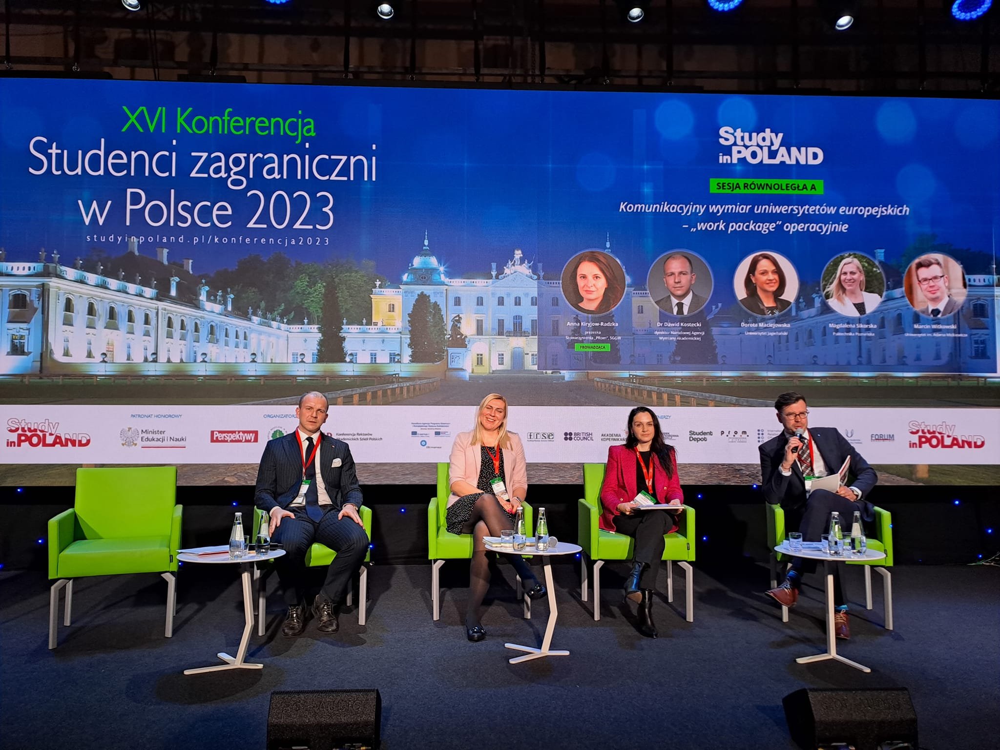 XVI Konferencja
Studenci zagraniczni
w Polsce 2023
studyinpoland.pl/konferencja2023
Study
in POLAND
SESJA RÓWNOLEGŁA A
Komunikacyjny wymiar uniwersytetów europejskich
– „work package” operacyjnie
Anna Kiryjow-Radzka
prezeska
Stowarzyszenia „PRom”, SGGW
PROWADZĄCA
Dr Dawid Kostecki
dyrektor Narodowej Agencji
Wymiany Akademickiej
Dorota Maciejowska
Uniwersytet Jagielloński
Magdalena Sikorska
Politechnika Poznańska
Marcin Witkowski
Uniwersytet im. Adama Mickiewicza
Study
in POLAND
PATRONAT HONOROWY
Minister
Edukacji i Nauki
Perspektywy
Konferencja Rektorów
Akademickich Szkół Polskich
Erasmus+
frse
BRITISH
COUNCIL
AKADEMIA
Student
Depot
prom
FORUM
Study
in POLAND